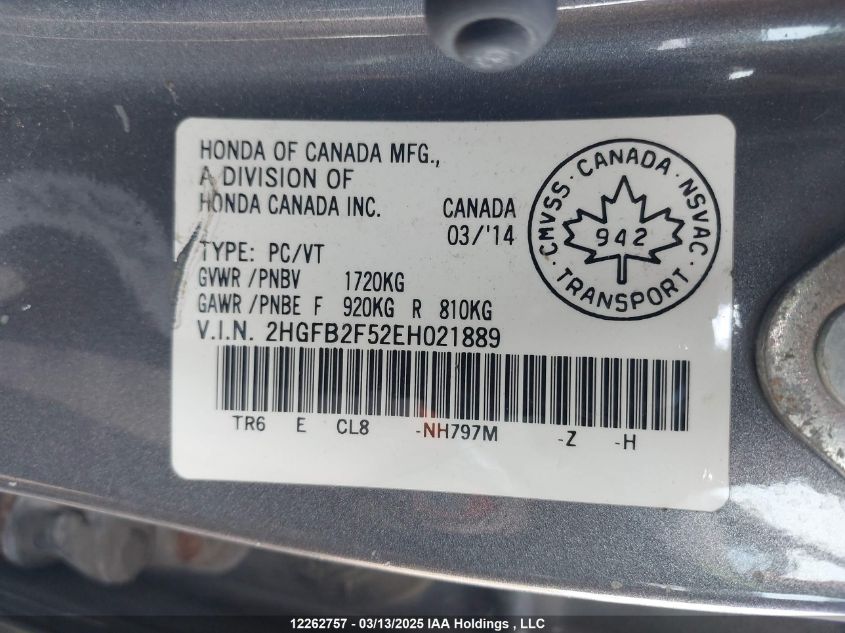 HONDA OF CANADA MFG.,
A DIVISION OF
HONDA CANADA INC. CANADA
03/'14
TYPE: PC/VT
GVWR/PNBV 1720KG
GAWR/PNBE F 920KG R 810KG
V.I.N. 2HGFB2F52EH021889
TR6 E CL8 -NH797M -Z -H
CMVSS · CANADA · NSVAC
942
TRANSPORT
12262757 - 03/13/2025 IAA Holdings , LLC